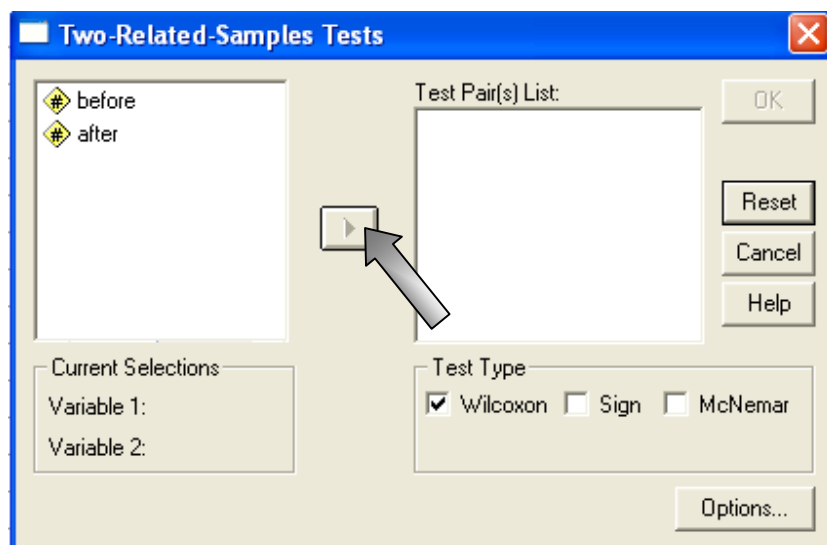 Two-Related-Samples Tests
before
after
Test Pair(s) List:
OK
Reset
Cancel
Help
Current Selections
Variable 1:
Variable 2:
Test Type
Wilcoxon Sign McNemar
Options...